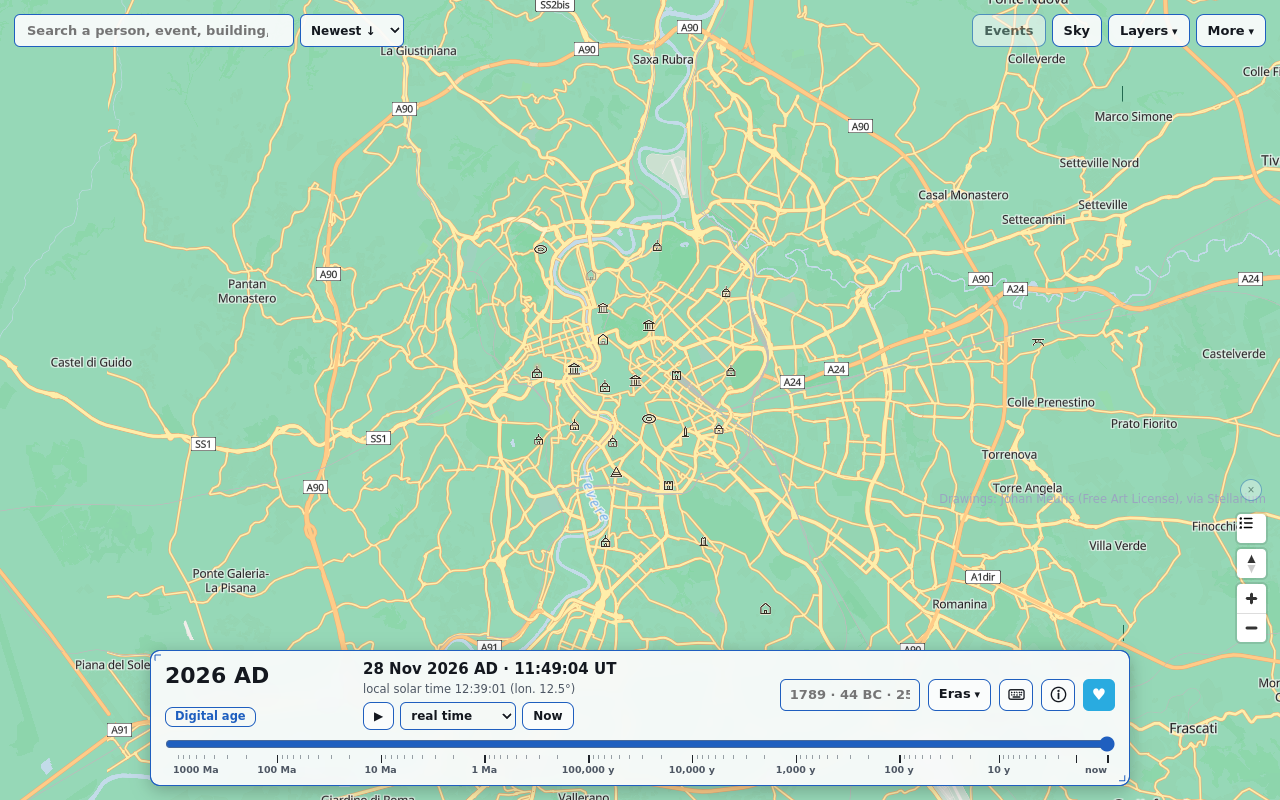 SS2bis
Ponte Nuova
Search a person, event, building,
Newest ↓
A90
Events
Sky
Layers ▾
More ▾
La Giustiniana
A90
Saxa Rubra
Colleverde
Colle Fi
A90
A90
Marco Simone
Setteville Nord
Tiv
Casal Monastero
Setteville
Settecamini
A90
Pantan
Monastero
A90
A24
A24
Castel di Guido
Castelverde
A24
A24
Colle Prenestino
SS1
SS1
Prato Fiorito
Torrenova
A90
Tevere
Torre Angela
Drawings: Johan Meuris (Free Art License), via Stellarium
Finocchi
Villa Verde
Ponte Galeria-
La Pisana
A1dir
Romanina
A91
A90
Piana del Sole
2026 AD
28 Nov 2026 AD · 11:49:04 UT
local solar time 12:39:01 (lon. 12.5°)
1789 · 44 BC · 25
Eras ▾
Digital age
▶
real time
Now
A91
Frascati
1000 Ma
100 Ma
10 Ma
1 Ma
100,000 y
10,000 y
1,000 y
100 y
10 y
now
Giardino di Roma
Vallerano